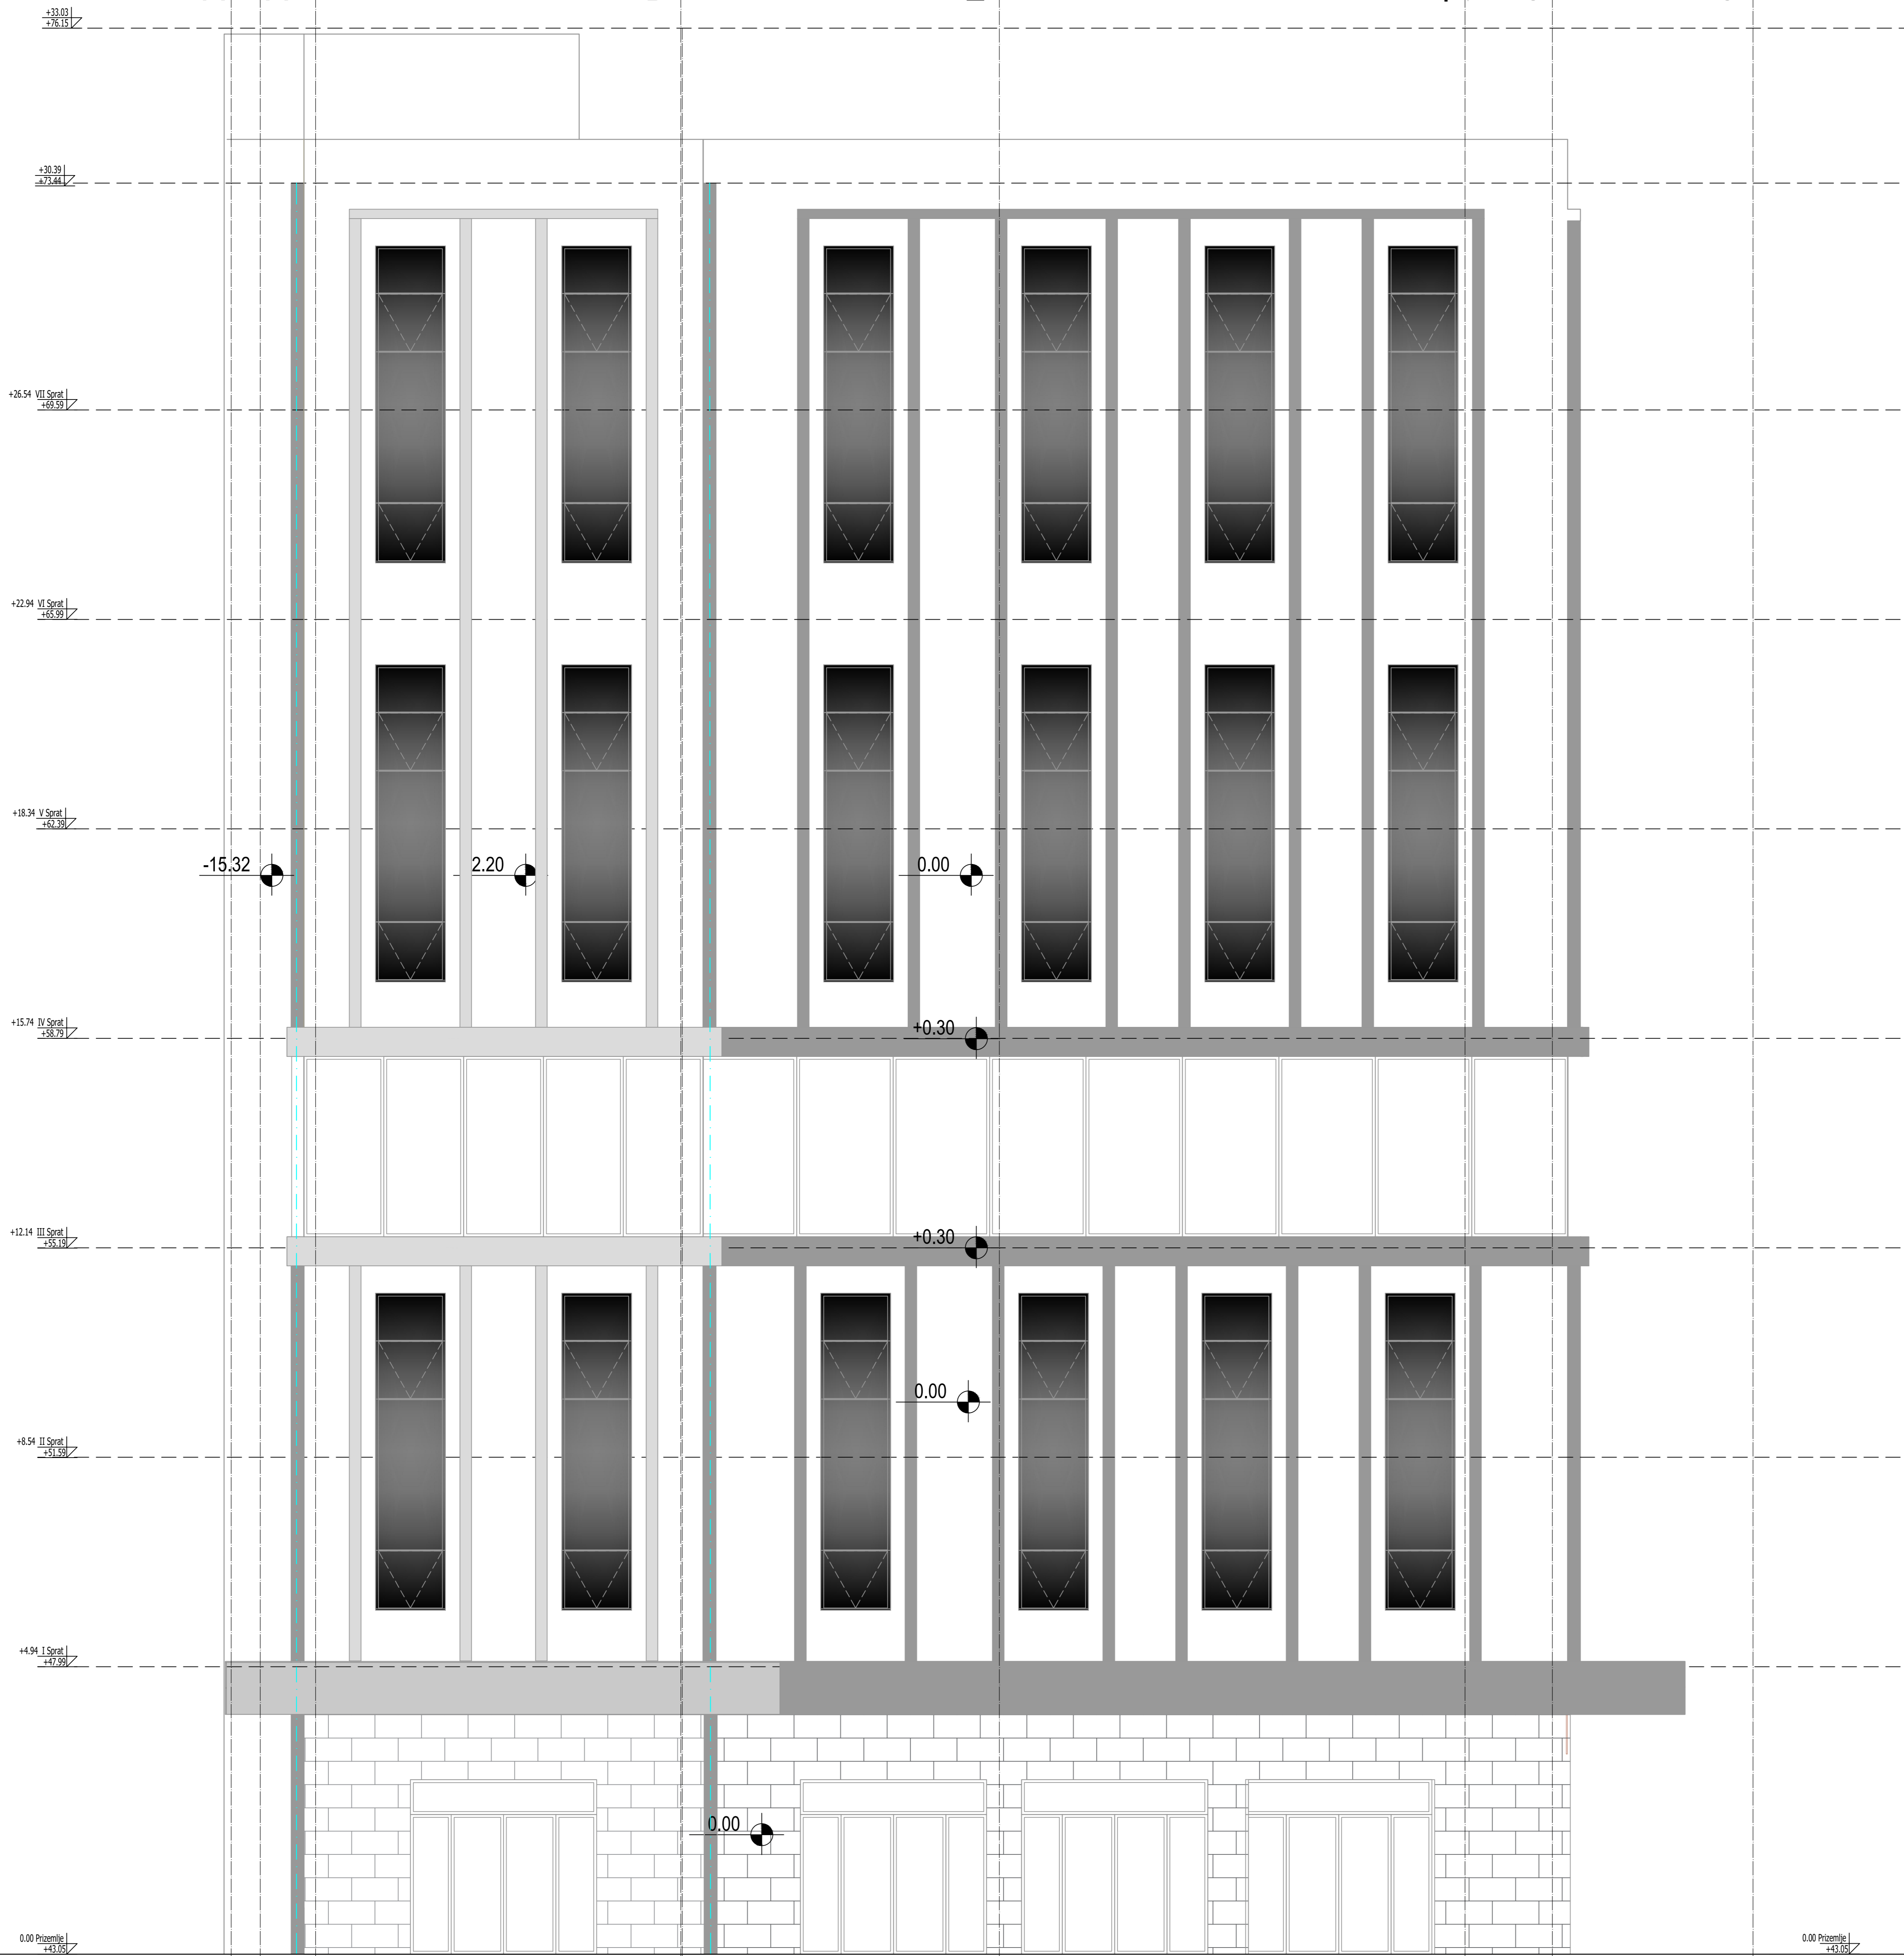 +33.03
+76.15
+30.39
+73.44
+26.54 VII Sprat
+69.59
+22.94 VI Sprat
+65.99
+18.34 V Sprat
+62.39
-15.32
2.20
0.00
+15.74 IV Sprat
+58.79
+0.30
+12.14 III Sprat
+55.19
+0.30
0.00
+8.54 II Sprat
+51.59
+4.94 I Sprat
+47.99
0.00
0.00 Prizemlje
+43.05
0.00 Prizemlje
+43.05